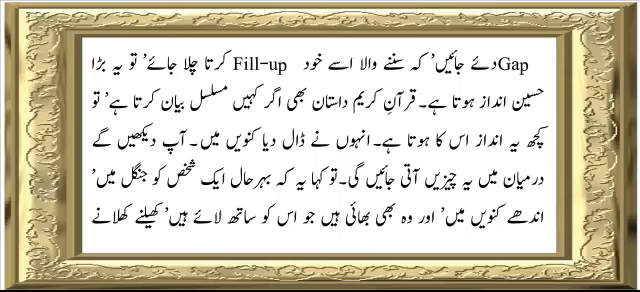 Gap دئے جائیں’ کہ سننے والا اسے خود Fill-up کرتا چلا جائے’ تو یہ بڑا
حسین انداز ہوتا ہے۔ قرآنِ کریم داستان بھی اگر کہیں مسلسل بیان کرتا ہے’ تو
کچھ یہ انداز اس کا ہوتا ہے۔ انہوں نے ڈال دیا کنویں میں۔ آپ دیکھیں گے
درمیان میں یہ چیزیں آتی جائیں گی۔ تو کہا یہ کہ بہرحال ایک شخص کو جنگل میں’
اندھے کنویں میں’ اور وہ بھی بھائی ہیں جو اس کو ساتھ لائے ہیں’ کھیلنے کھلانے